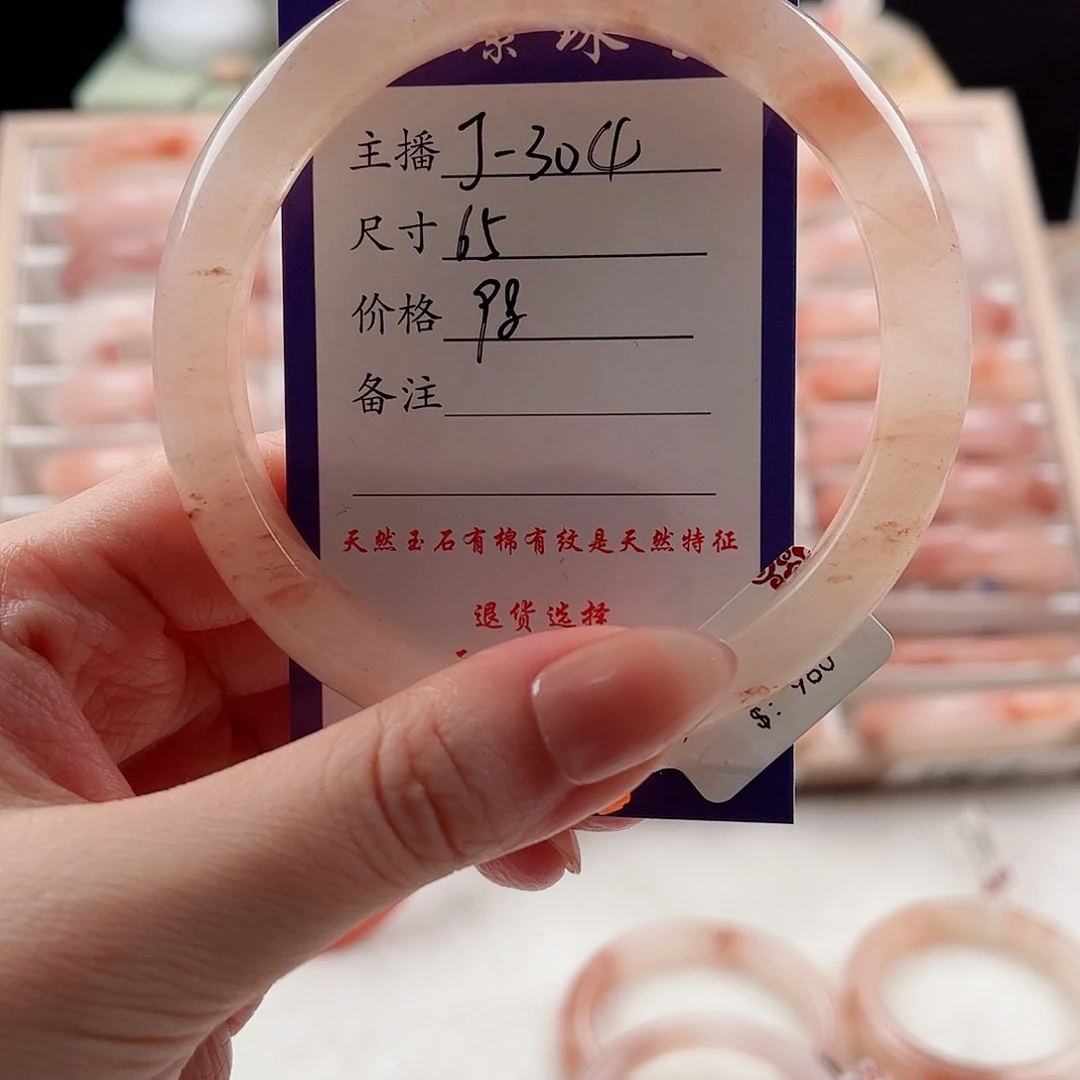 主播 J-304
尺寸 65
价格 98
备注
天然玉石有棉有纹是天然特征
退货选择